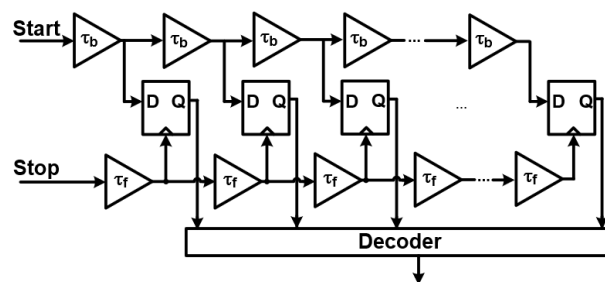 Start τb τb τb τb ... τb
D Q D Q D Q ... D Q
Stop τf τf τf τf ... τf
Decoder